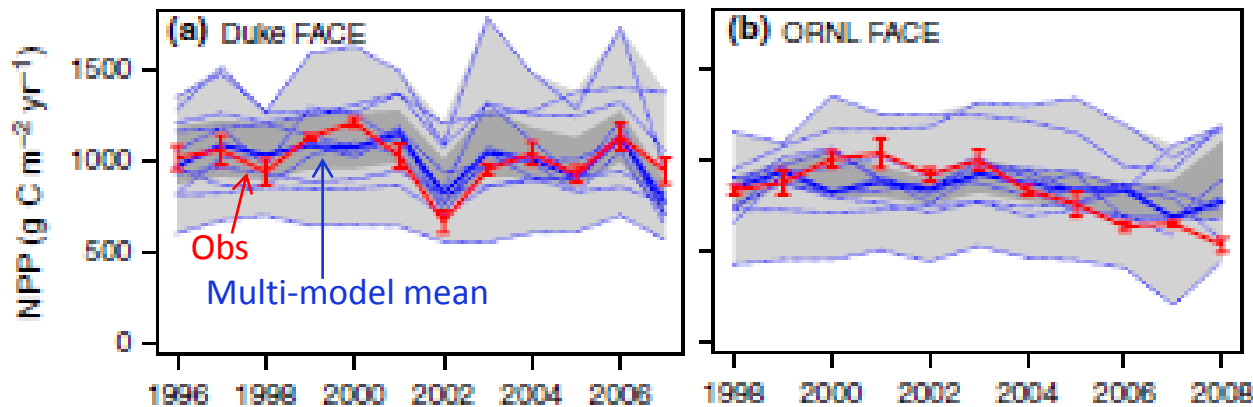 (a) Duke FACE
(b) ORNL FACE
NPP (g C m⁻² yr⁻¹)
1500
1000
500
0
Obs
Multi-model mean
1996 1998 2000 2002 2004 2006
1998 2000 2002 2004 2006 2008